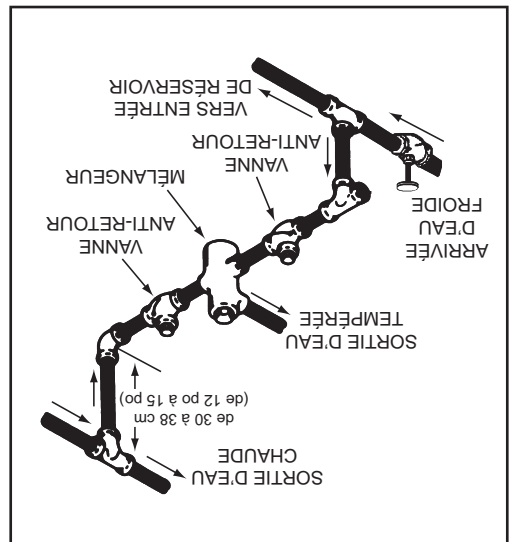 SORTIE D'EAU
CHAUDE
de 30 à 38 cm
(de 12 po à 15 po)
SORTIE D'EAU
TEMPÉRÉE
VANNE
ANTI-RETOUR
MÉLANGEUR
ARRIVÉE
D'EAU
FROIDE
VANNE
ANTI-RETOUR
VERS ENTRÉE
DE RÉSERVOIR